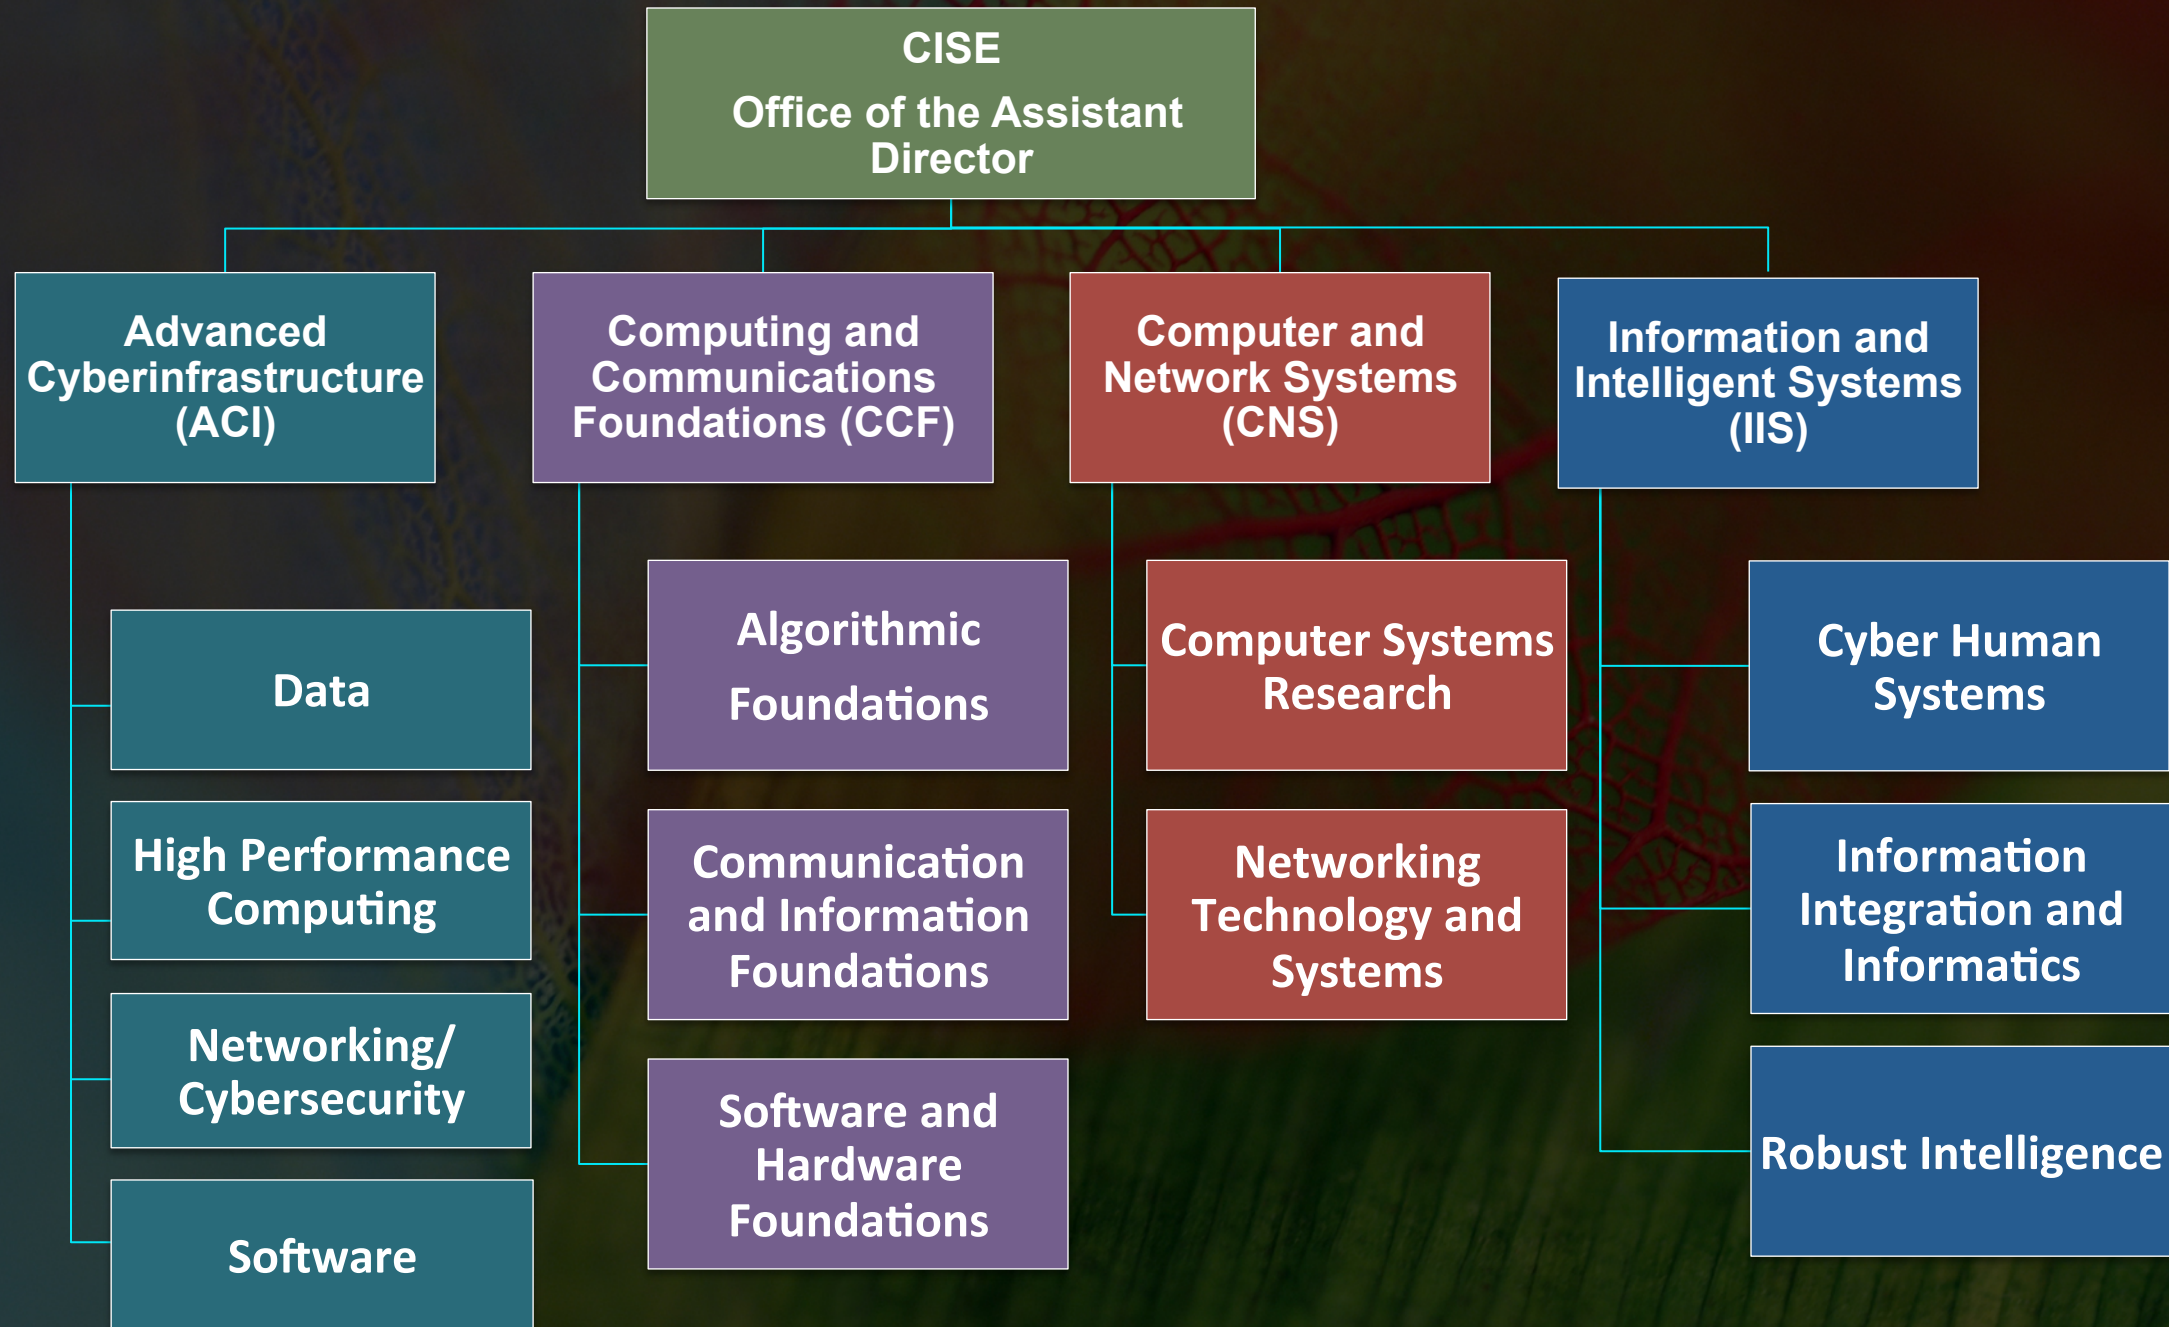 CISE
Office of the Assistant
Director
Advanced
Cyberinfrastructure
(ACI)
Computing and
Communications
Foundations (CCF)
Computer and
Network Systems
(CNS)
Information and
Intelligent Systems
(IIS)
Data
High Performance
Computing
Networking/
Cybersecurity
Software
Algorithmic
Foundations
Communication
and Information
Foundations
Software and
Hardware
Foundations
Computer Systems
Research
Networking
Technology and
Systems
Cyber Human
Systems
Information
Integration and
Informatics
Robust Intelligence